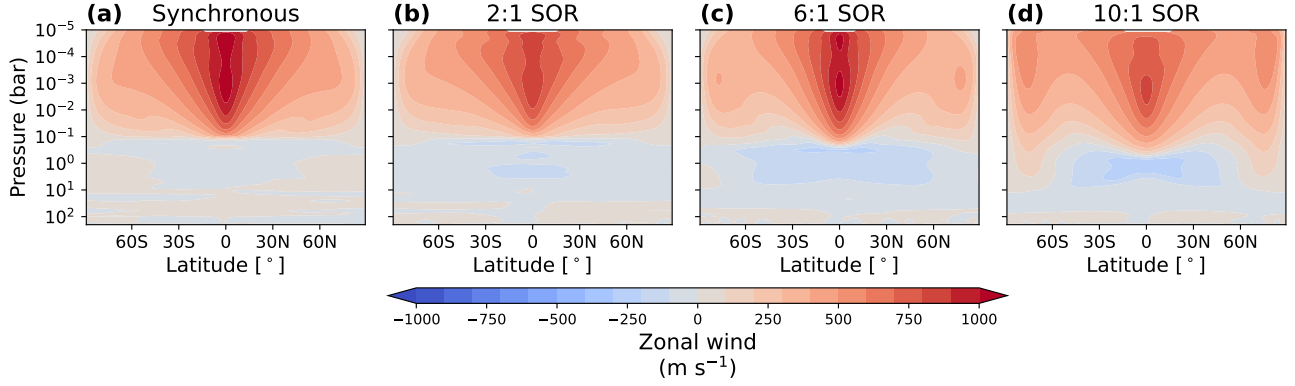 (a) Synchronous
(b) 2:1 SOR
(c) 6:1 SOR
(d) 10:1 SOR
Pressure (bar)
10⁻⁵
10⁻⁴
10⁻³
10⁻²
10⁻¹
10⁰
10¹
10²
60S 30S 0 30N 60N
60S 30S 0 30N 60N
60S 30S 0 30N 60N
60S 30S 0 30N 60N
Latitude [°]
Latitude [°]
Latitude [°]
Latitude [°]
−1000 −750 −500 −250 0 250 500 750 1000
Zonal wind
(m s⁻¹)